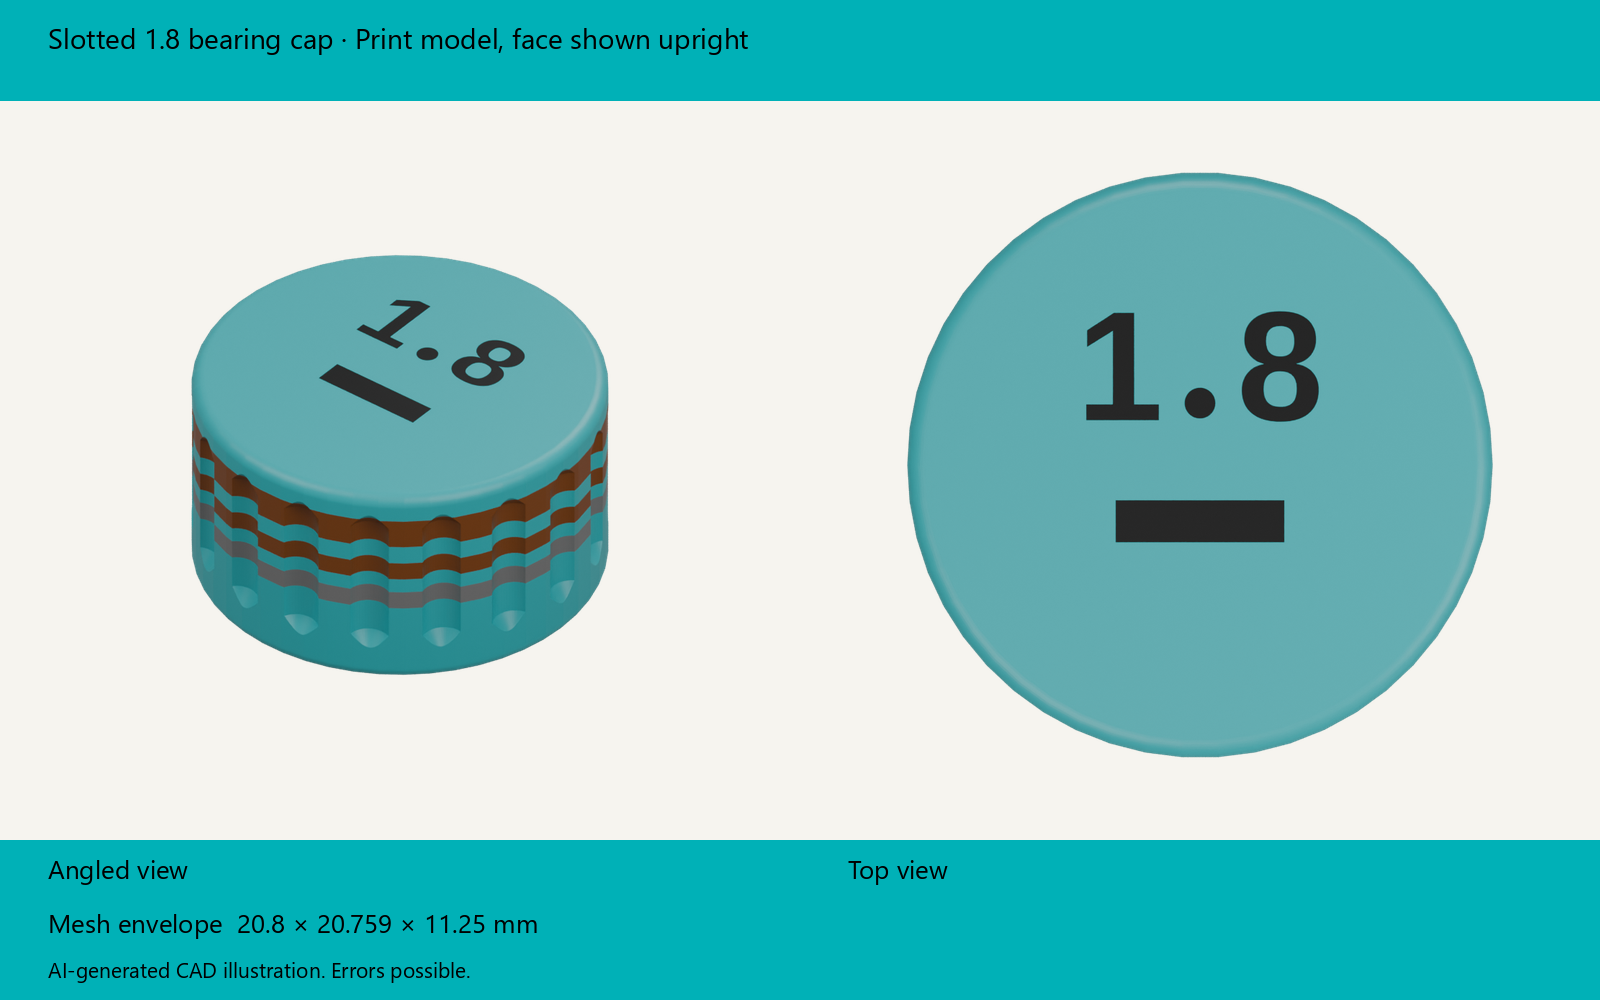 Slotted 1.8 bearing cap · Print model, face shown upright
1.8
1.8
Angled view
Top view
Mesh envelope 20.8 × 20.759 × 11.25 mm
AI-generated CAD illustration. Errors possible.